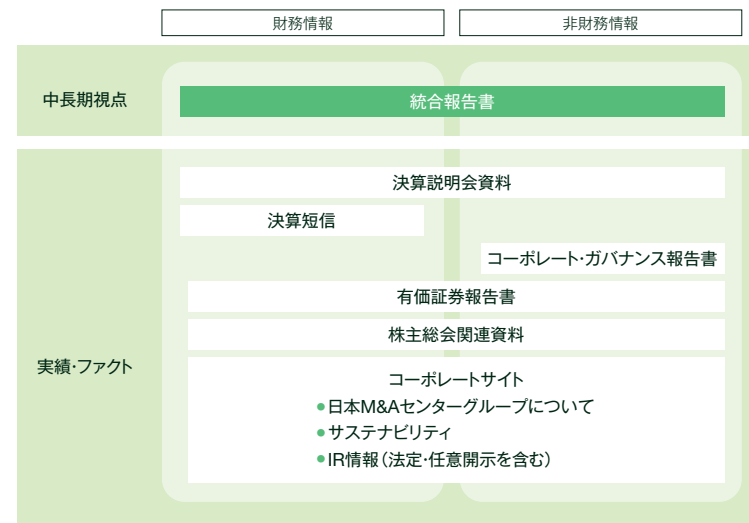 財務情報
非財務情報
中長期視点
統合報告書
決算説明会資料
決算短信
コーポレート・ガバナンス報告書
有価証券報告書
株主総会関連資料
実績・ファクト
コーポレートサイト
●日本M&Aセンターグループについて
●サステナビリティ
●IR情報（法定・任意開示を含む）